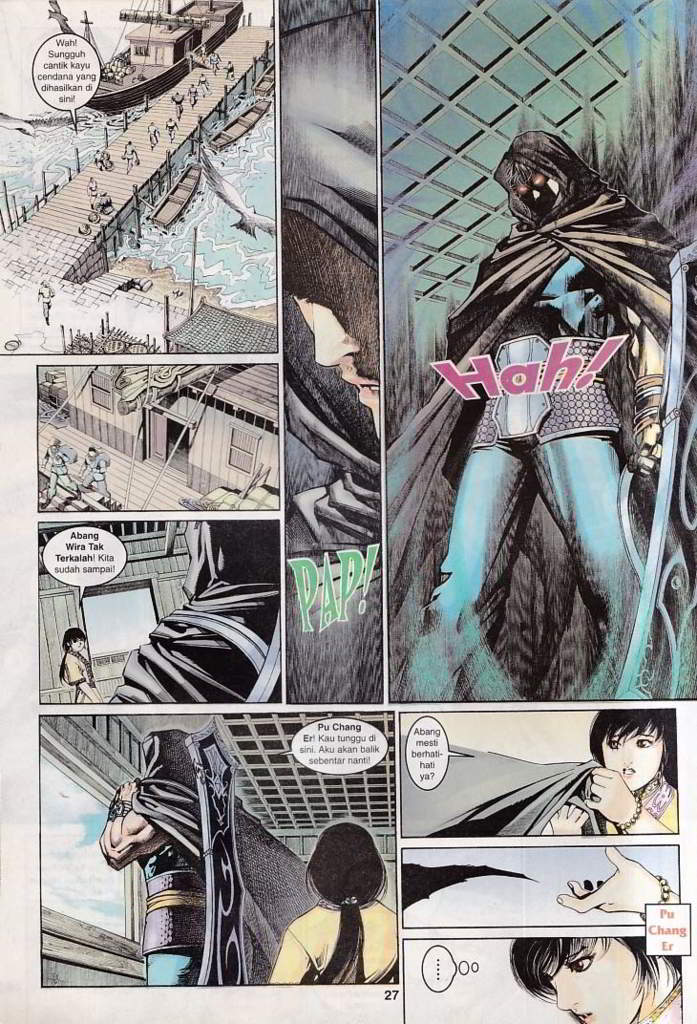 Wah!
Sungguh
cantik kayu
cendana yang
dihasilkan di
sini!
Abang
Wira Tak
Terkalah! Kita
sudah sampai!
PAP!
Hah!
Pu Chang
Er! Kau tunggu di
sini. Aku akan balik
sebentar nanti!
Abang
mesti
berhati-
hati
ya?
Pu
Chang
Er
......
27